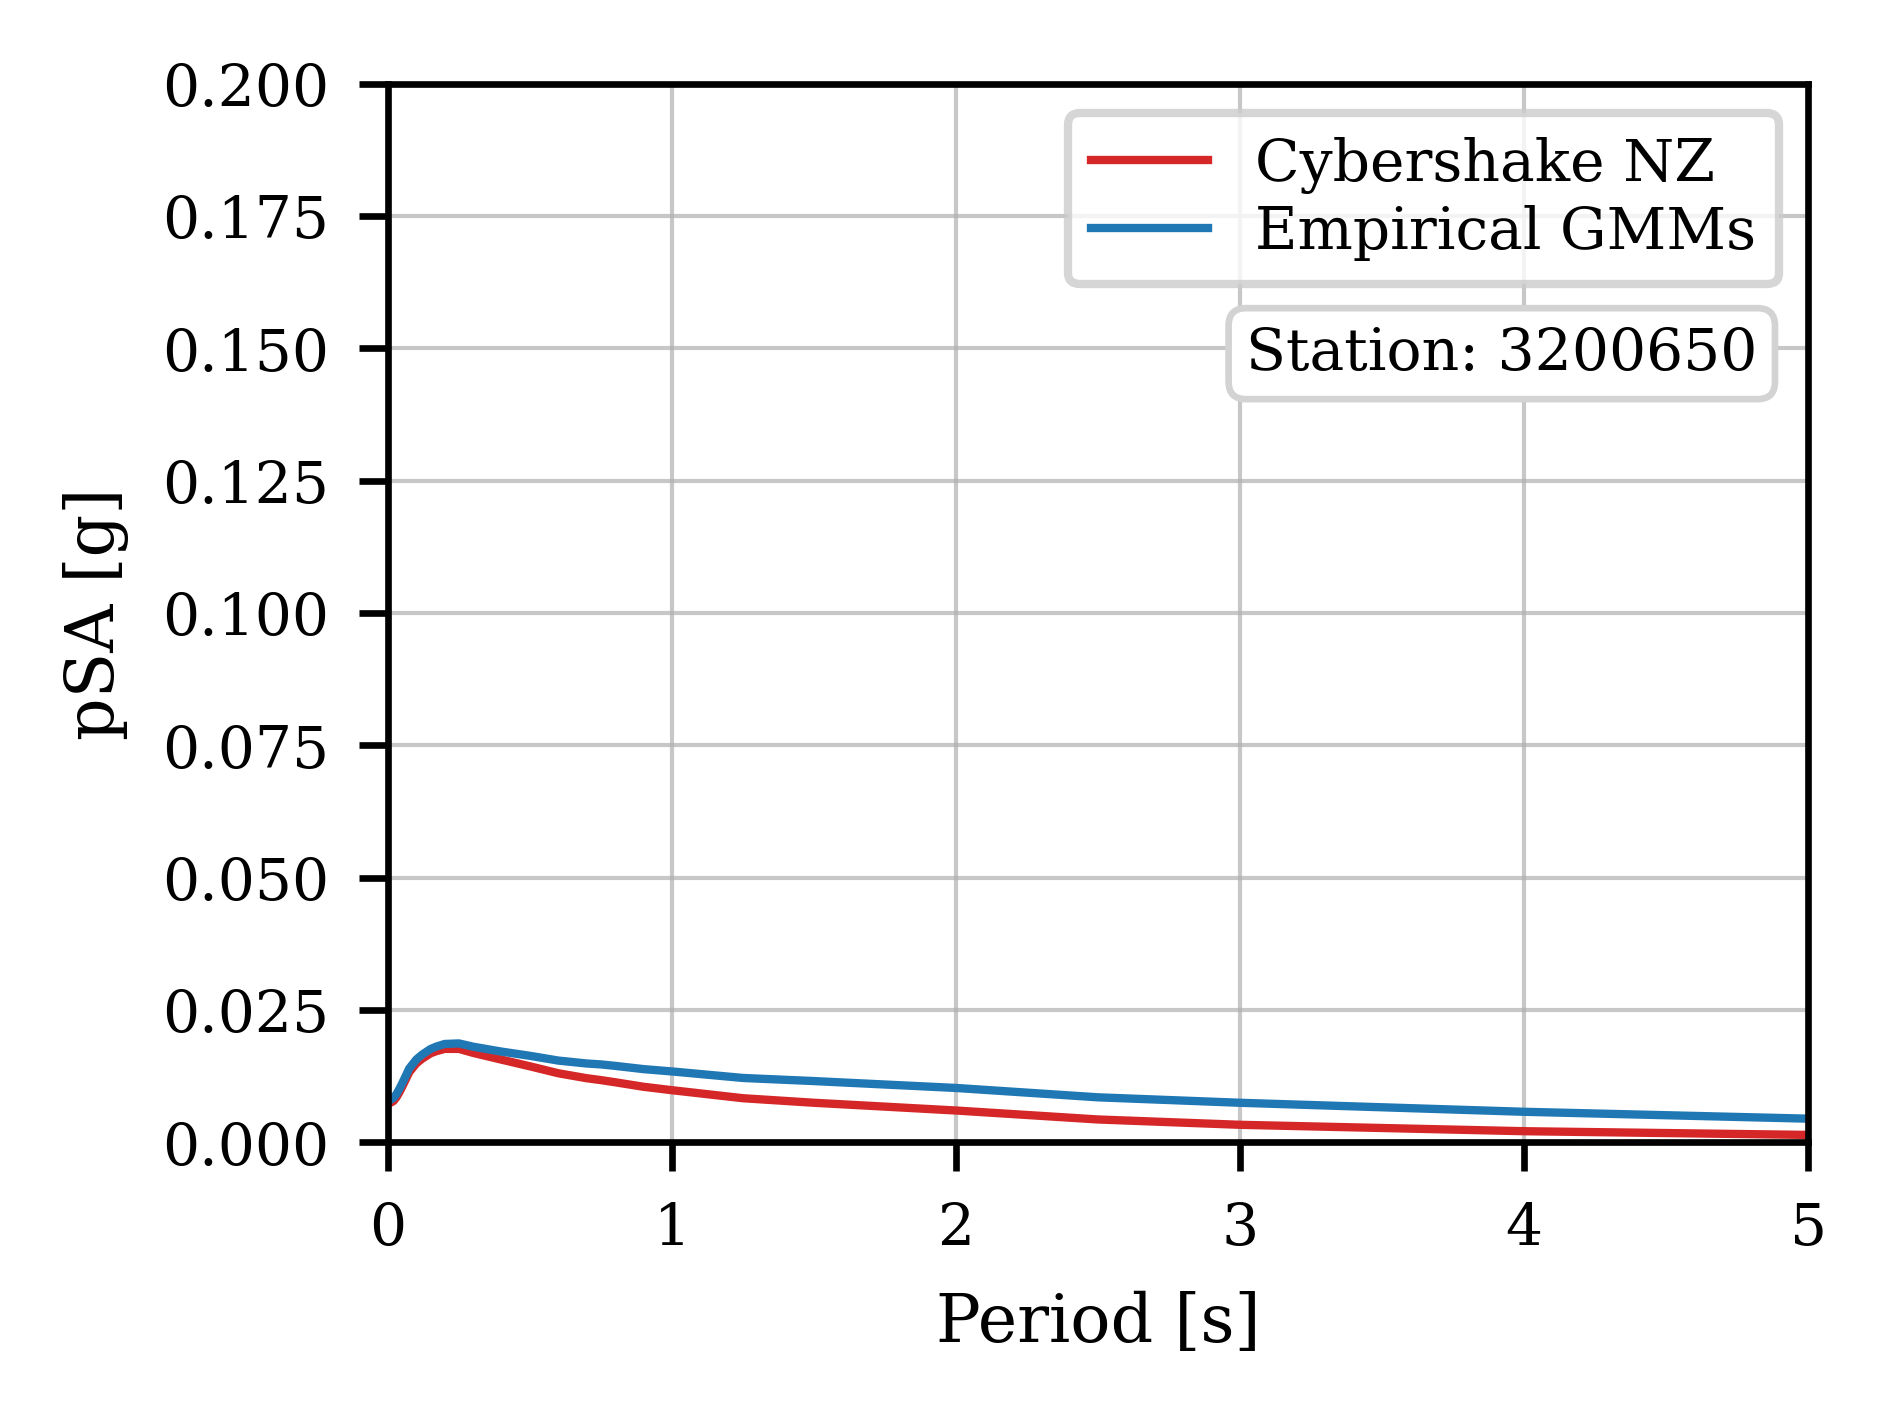 0.200
0.175
0.150
0.125
0.100
0.075
0.050
0.025
0.000
pSA [g]
Cybershake NZ
Empirical GMMs
Station: 3200650
0 1 2 3 4 5
Period [s]